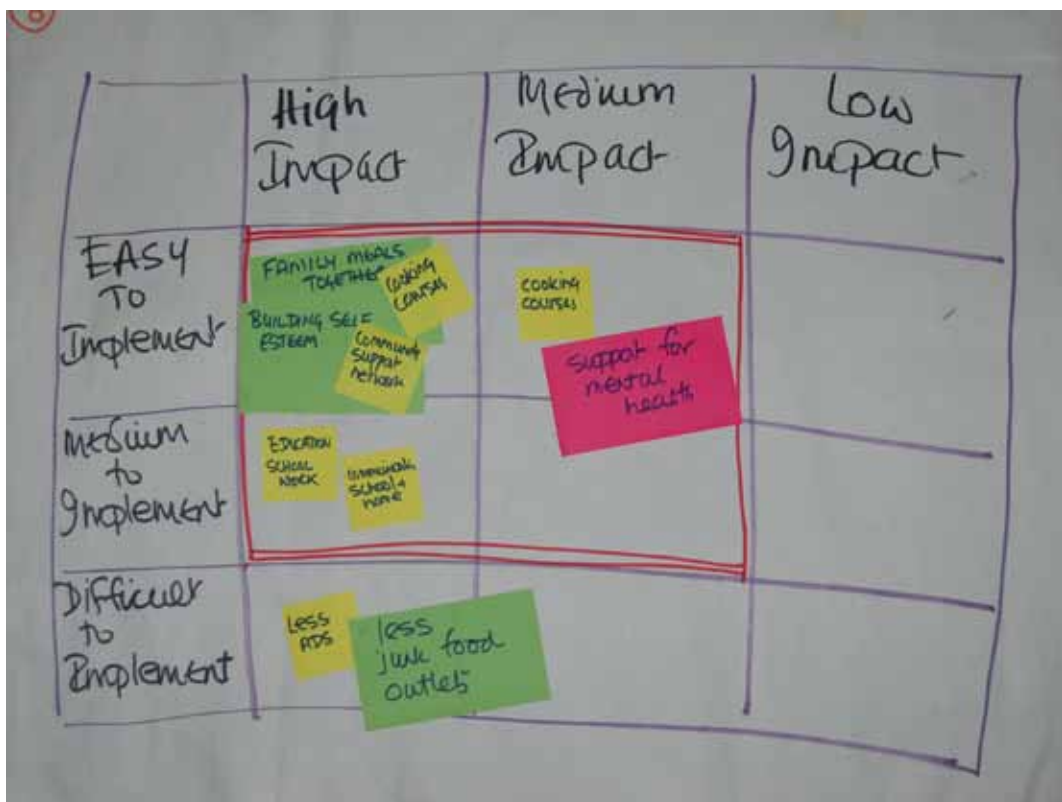 8
High
Impact
Medium
Impact
Low
Impact
EASY
TO
Implement
FAMILY MEALS
TOGETHER
Cooking
COURSES
BUILDING SELF
ESTEEM
Community
Support
network
COOKING
COURSES
Support for
mental
health
Medium
to
Implement
EDUCATION
SCHOOL
WORK
School +
home
Difficult
to
Implement
LESS
ADS
less
junk food
outlets